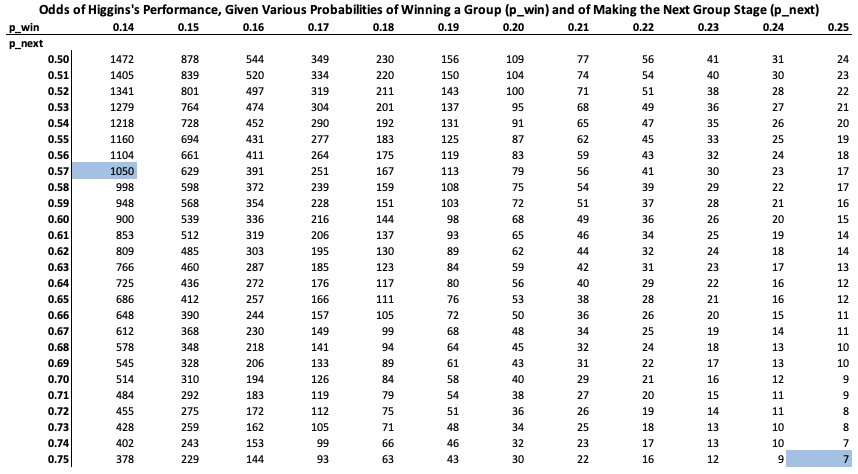 Odds of Higgins's Performance, Given Various Probabilities of Winning a Group (p_win) and of Making the Next Group Stage (p_next)
p_win 0.14 0.15 0.16 0.17 0.18 0.19 0.20 0.21 0.22 0.23 0.24 0.25
p_next
0.50 1472 878 544 349 230 156 109 77 56 41 31 24
0.51 1405 839 520 334 220 150 104 74 54 40 30 23
0.52 1341 801 497 319 211 143 100 71 51 38 28 22
0.53 1279 764 474 304 201 137 95 68 49 36 27 21
0.54 1218 728 452 290 192 131 91 65 47 35 26 20
0.55 1160 694 431 277 183 125 87 62 45 33 25 19
0.56 1104 661 411 264 175 119 83 59 43 32 24 18
0.57 1050 629 391 251 167 113 79 56 41 30 23 17
0.58 998 598 372 239 159 108 75 54 39 29 22 17
0.59 948 568 354 228 151 103 72 51 37 28 21 16
0.60 900 539 336 216 144 98 68 49 36 26 20 15
0.61 853 512 319 206 137 93 65 46 34 25 19 14
0.62 809 485 303 195 130 89 62 44 32 24 18 14
0.63 766 460 287 185 123 84 59 42 31 23 17 13
0.64 725 436 272 176 117 80 56 40 29 22 16 12
0.65 686 412 257 166 111 76 53 38 28 21 16 12
0.66 648 390 244 157 105 72 50 36 26 20 15 11
0.67 612 368 230 149 99 68 48 34 25 19 14 11
0.68 578 348 218 141 94 64 45 32 24 18 13 10
0.69 545 328 206 133 89 61 43 31 22 17 13 10
0.70 514 310 194 126 84 58 40 29 21 16 12 9
0.71 484 292 183 119 79 54 38 27 20 15 11 9
0.72 455 275 172 112 75 51 36 26 19 14 11 8
0.73 428 259 162 105 71 48 34 25 18 13 10 8
0.74 402 243 153 99 66 46 32 23 17 13 10 7
0.75 378 229 144 93 63 43 30 22 16 12 9 7